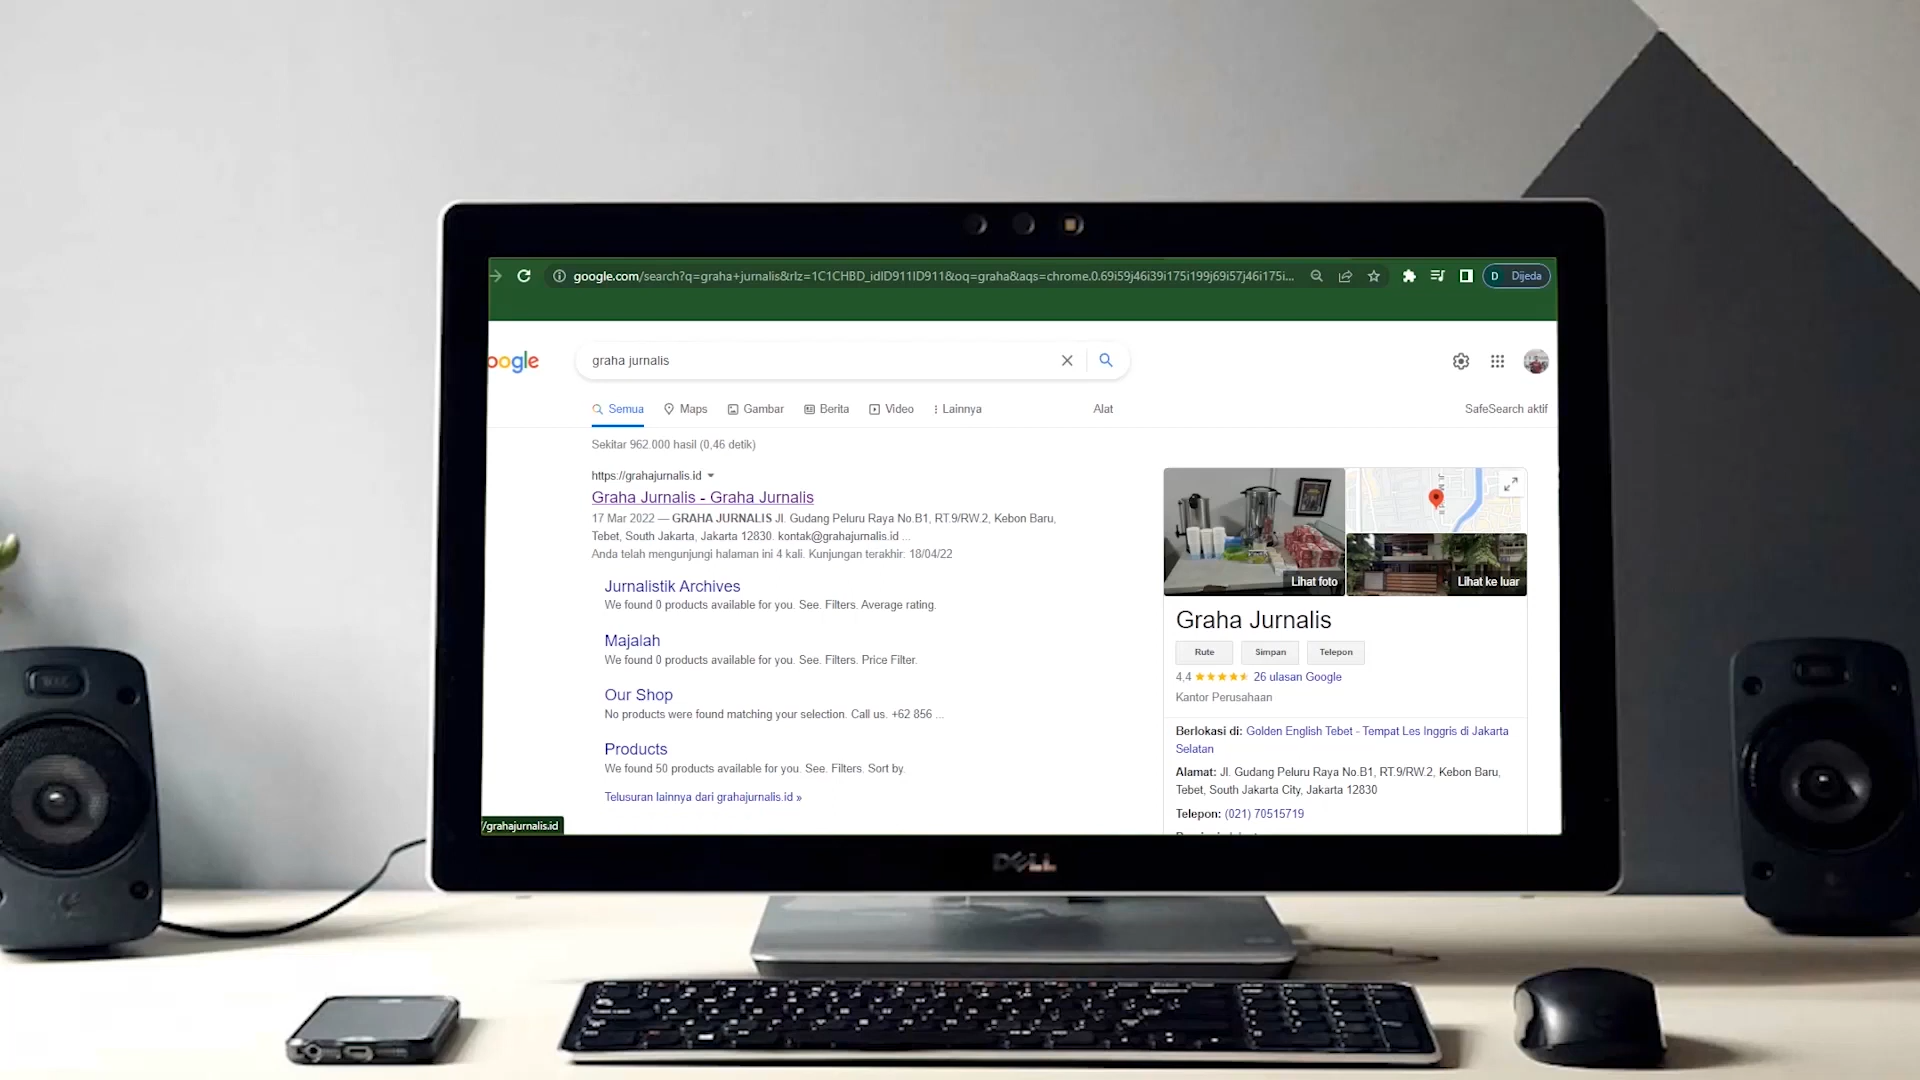 google.com/search?q=graha+jurnalis&rlz=1C1CHBD_idID911ID911&oq=graha&aqs=chrome.0.69i59j46i39i175i199j69i57j46i175i...
D Dijeda
oogle
graha jurnalis
Semua Maps Gambar Berita Video Lainnya Alat SafeSearch aktif
Sekitar 962.000 hasil (0,46 detik)
https://grahajurnalis.id
Graha Jurnalis - Graha Jurnalis
17 Mar 2022 — GRAHA JURNALIS Jl. Gudang Peluru Raya No.B1, RT.9/RW.2, Kebon Baru,
Tebet, South Jakarta, Jakarta 12830. kontak@grahajurnalis.id ...
Anda telah mengunjungi halaman ini 4 kali. Kunjungan terakhir: 18/04/22
Jurnalistik Archives
We found 0 products available for you. See. Filters. Average rating.
Majalah
We found 0 products available for you. See. Filters. Price Filter.
Our Shop
No products were found matching your selection. Call us. +62 856 ...
Products
We found 50 products available for you. See. Filters. Sort by.
Telusuran lainnya dari grahajurnalis.id »
/grahajurnalis.id
Lihat foto
Lihat ke luar
Graha Jurnalis
Rute Simpan Telepon
4,4 26 ulasan Google
Kantor Perusahaan
Berlokasi di: Golden English Tebet - Tempat Les Inggris di Jakarta
Selatan
Alamat: Jl. Gudang Peluru Raya No.B1, RT.9/RW.2, Kebon Baru,
Tebet, South Jakarta City, Jakarta 12830
Telepon: (021) 70515719
DELL